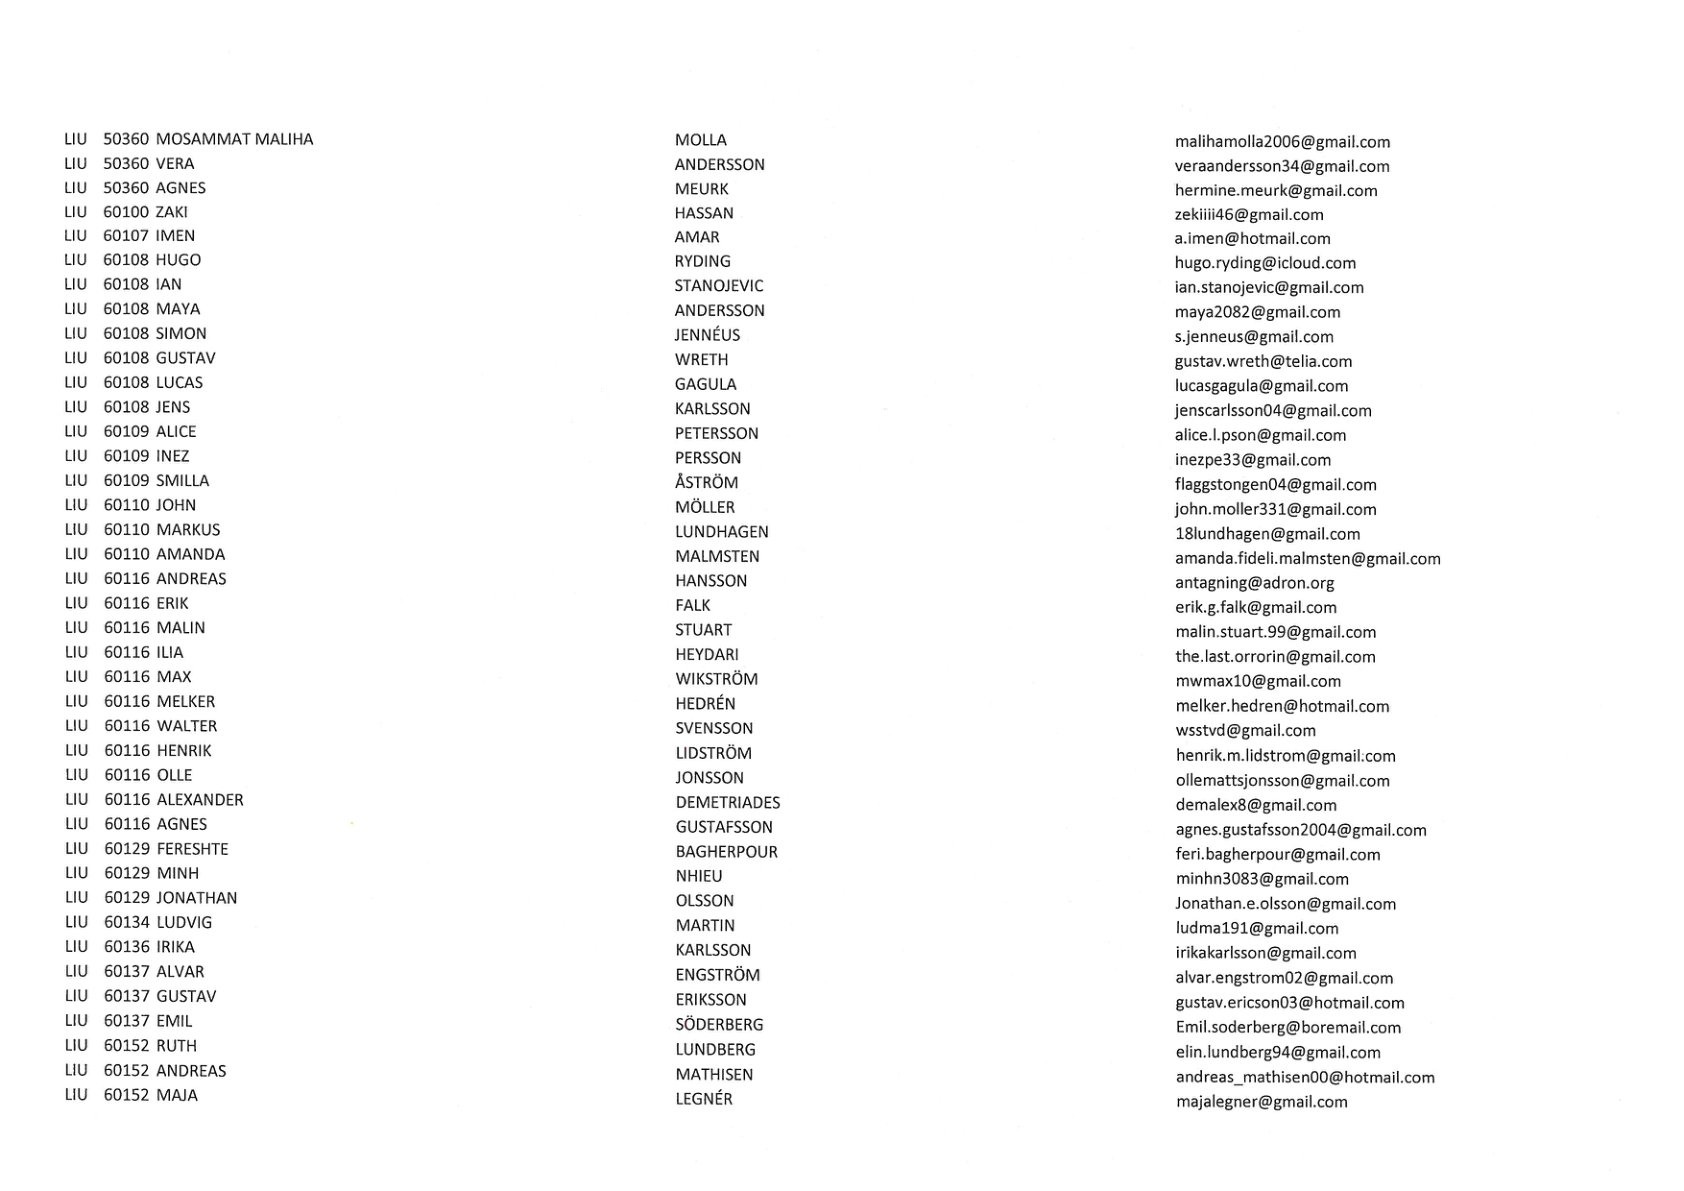 LIU 50360 MOSAMMAT MALIHA MOLLA malihamolla2006@gmail.com
LIU 50360 VERA ANDERSSON veraandersson34@gmail.com
LIU 50360 AGNES MEURK hermine.meurk@gmail.com
LIU 60100 ZAKI HASSAN zekiiii46@gmail.com
LIU 60107 IMEN AMAR a.imen@hotmail.com
LIU 60108 HUGO RYDING hugo.ryding@icloud.com
LIU 60108 IAN STANOJEVIC ian.stanojevic@gmail.com
LIU 60108 MAYA ANDERSSON maya2082@gmail.com
LIU 60108 SIMON JENNÉUS s.jenneus@gmail.com
LIU 60108 GUSTAV WRETH gustav.wreth@telia.com
LIU 60108 LUCAS GAGULA lucasgagula@gmail.com
LIU 60108 JENS KARLSSON jenscarlsson04@gmail.com
LIU 60109 ALICE PETERSSON alice.l.pson@gmail.com
LIU 60109 INEZ PERSSON inezpe33@gmail.com
LIU 60109 SMILLA ÅSTRÖM flaggstongen04@gmail.com
LIU 60110 JOHN MÖLLER john.moller331@gmail.com
LIU 60110 MARKUS LUNDHAGEN 18lundhagen@gmail.com
LIU 60110 AMANDA MALMSTEN amanda.fideli.malmsten@gmail.com
LIU 60116 ANDREAS HANSSON antagning@adron.org
LIU 60116 ERIK FALK erik.g.falk@gmail.com
LIU 60116 MALIN STUART malin.stuart.99@gmail.com
LIU 60116 ILIA HEYDARI the.last.orrorin@gmail.com
LIU 60116 MAX WIKSTRÖM mwmax10@gmail.com
LIU 60116 MELKER HEDRÉN melker.hedren@hotmail.com
LIU 60116 WALTER SVENSSON wsstvd@gmail.com
LIU 60116 HENRIK LIDSTRÖM henrik.m.lidstrom@gmail.com
LIU 60116 OLLE JONSSON ollemattsjonsson@gmail.com
LIU 60116 ALEXANDER DEMETRIADES demalex8@gmail.com
LIU 60116 AGNES GUSTAFSSON agnes.gustafsson2004@gmail.com
LIU 60129 FERESHTE BAGHERPOUR feri.bagherpour@gmail.com
LIU 60129 MINH NHIEU minhn3083@gmail.com
LIU 60129 JONATHAN OLSSON Jonathan.e.olsson@gmail.com
LIU 60134 LUDVIG MARTIN ludma191@gmail.com
LIU 60136 IRIKA KARLSSON irikakarlsson@gmail.com
LIU 60137 ALVAR ENGSTRÖM alvar.engstrom02@gmail.com
LIU 60137 GUSTAV ERIKSSON gustav.ericson03@hotmail.com
LIU 60137 EMIL SÖDERBERG Emil.soderberg@boremail.com
LIU 60152 RUTH LUNDBERG elin.lundberg94@gmail.com
LIU 60152 ANDREAS MATHISEN andreas_mathisen00@hotmail.com
LIU 60152 MAJA LEGNÉR majalegner@gmail.com